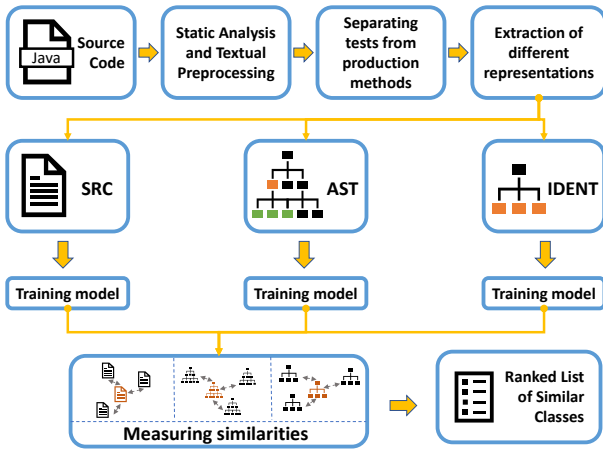 Java
Source
Code
Static Analysis
and Textual
Preprocessing
Separating
tests from
production
methods
Extraction of
different
representations
SRC
AST
IDENT
Training model
Training model
Training model
Measuring similarities
Ranked List
of Similar
Classes